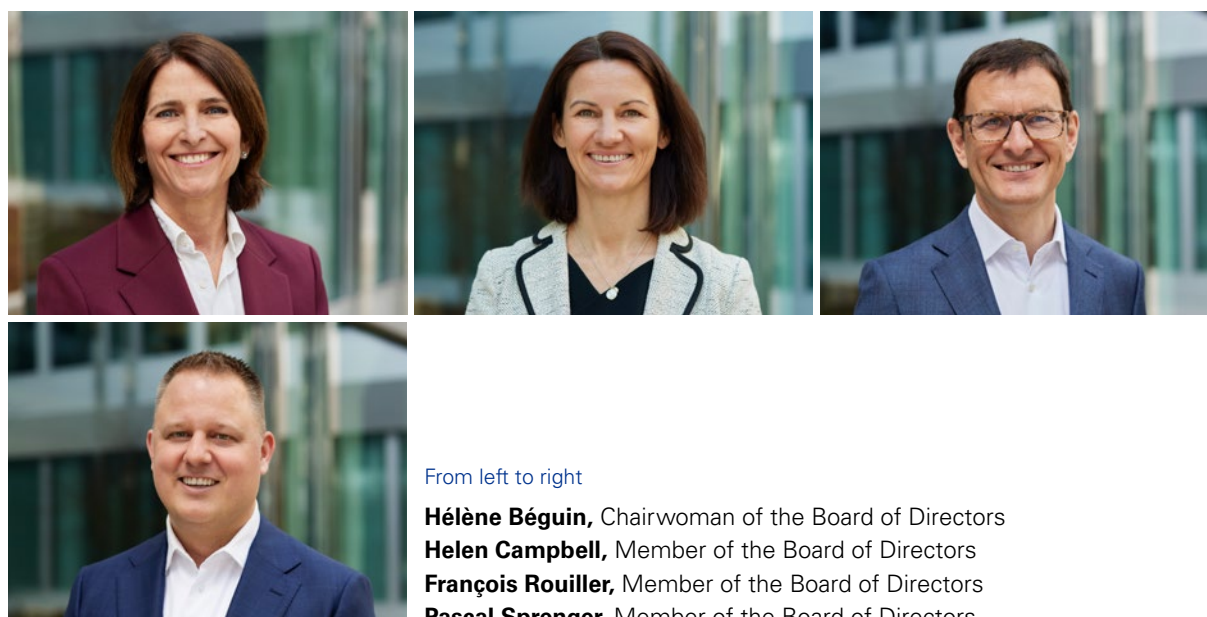 From left to right
Hélène Béguin, Chairwoman of the Board of Directors
Helen Campbell, Member of the Board of Directors
François Rouiller, Member of the Board of Directors
Pascal Sprenger, Member of the Board of Directors